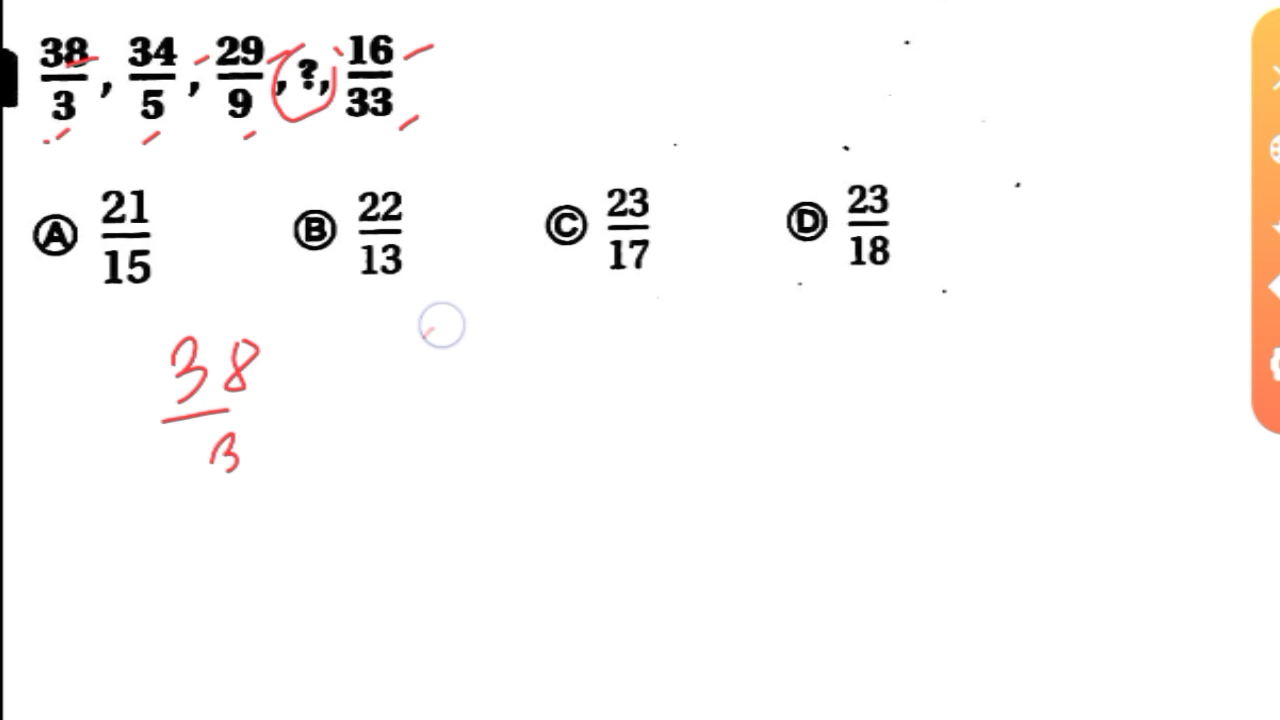 38/3, 34/5, 29/9, ?, 16/33
Ⓐ 21/15 Ⓑ 22/13 Ⓒ 23/17 Ⓓ 23/18
38
3